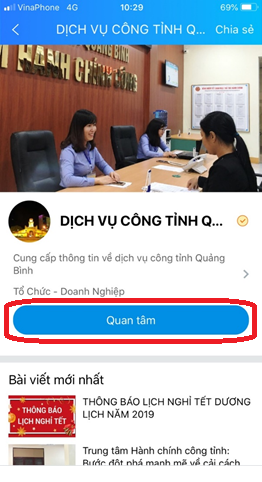 VinaPhone 4G 10:29 69%
DỊCH VỤ CÔNG TỈNH Q... Chia sẻ
QUẢNG BÌNH
HÀNH CHÍNH CÔNG
DỊCH VỤ CÔNG TỈNH Q...
Cung cấp thông tin về dịch vụ công tỉnh Quảng
Bình
Tổ Chức - Doanh Nghiệp
Quan tâm
Bài viết mới nhất
THÔNG BÁO
LỊCH NGHỈ TẾT
THÔNG BÁO LỊCH NGHỈ TẾT DƯƠNG
LỊCH NĂM 2019
Trung tâm Hành chính công tỉnh:
Bước đột phá mạnh mẽ về cải cách